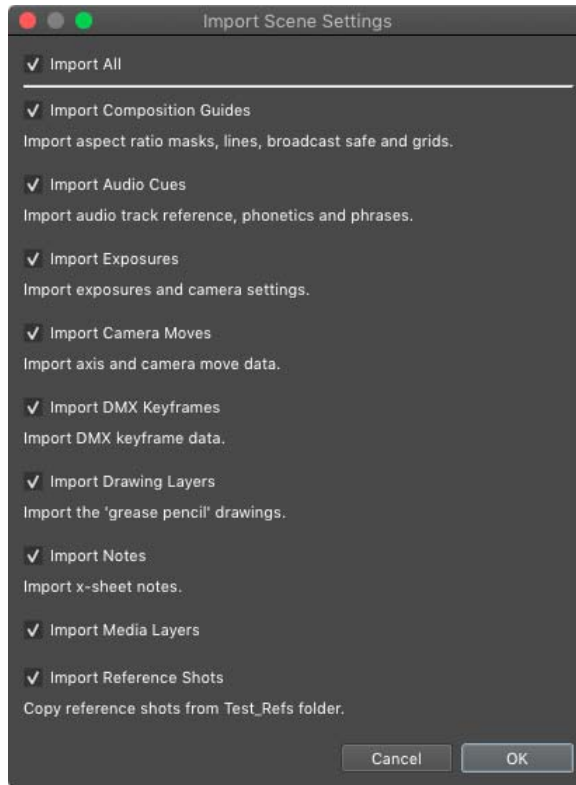 Import Scene Settings
Import All
Import Composition Guides
Import aspect ratio masks, lines, broadcast safe and grids.
Import Audio Cues
Import audio track reference, phonetics and phrases.
Import Exposures
Import exposures and camera settings.
Import Camera Moves
Import axis and camera move data.
Import DMX Keyframes
Import DMX keyframe data.
Import Drawing Layers
Import the 'grease pencil' drawings.
Import Notes
Import x-sheet notes.
Import Media Layers
Import Reference Shots
Copy reference shots from Test_Refs folder.
Cancel OK